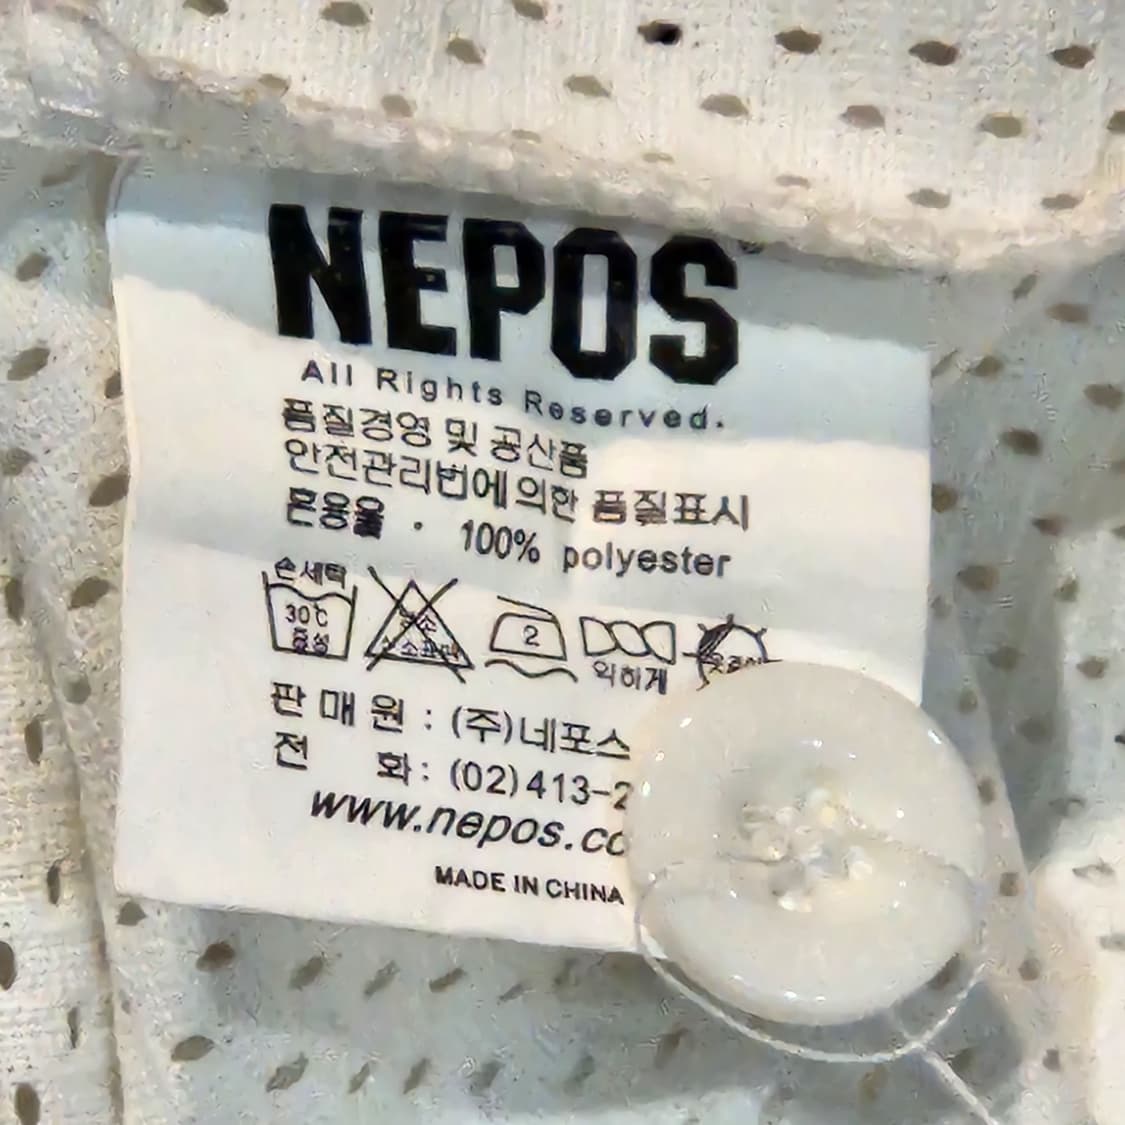 NEPOS
All Rights Reserved.
품질경영 및 공산품
안전관리법에의한 품질표시
혼용율 · 100% polyester
손세탁
30℃
중성
2
약하게
판 매 원 : (주)네포스
전 화 : (02)413-2
www.nepos.co
MADE IN CHINA